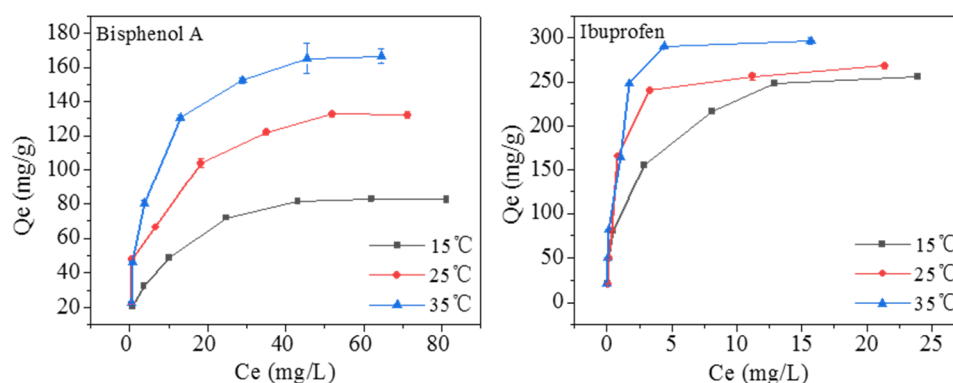 Bisphenol A
Qe (mg/g)
180
160
140
120
100
80
60
40
20
0 20 40 60 80
Ce (mg/L)
15℃
25℃
35℃
Ibuprofen
Qe (mg/g)
300
250
200
150
100
50
0
0 5 10 15 20 25
Ce (mg/L)
15℃
25℃
35℃